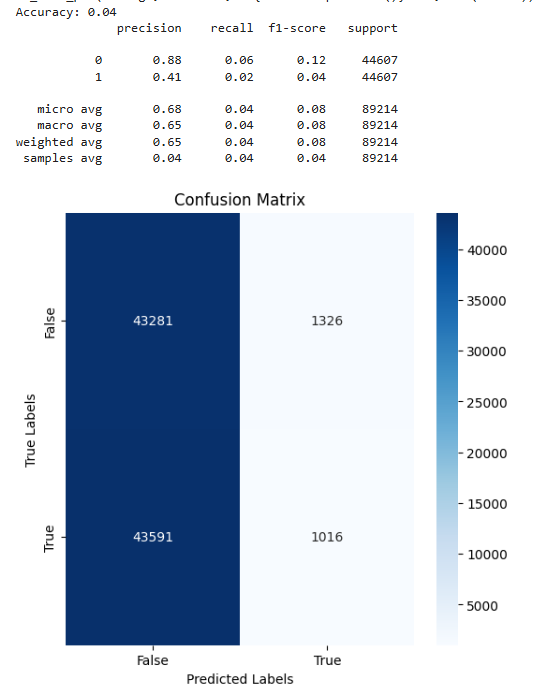 Accuracy: 0.04
precision recall f1-score support
0 0.88 0.06 0.12 44607
1 0.41 0.02 0.04 44607
micro avg 0.68 0.04 0.08 89214
macro avg 0.65 0.04 0.08 89214
weighted avg 0.65 0.04 0.08 89214
samples avg 0.04 0.04 0.04 89214
Confusion Matrix
40000
35000
False 43281 1326
30000
25000
True Labels
20000
15000
True 43591 1016
10000
5000
False True
Predicted Labels